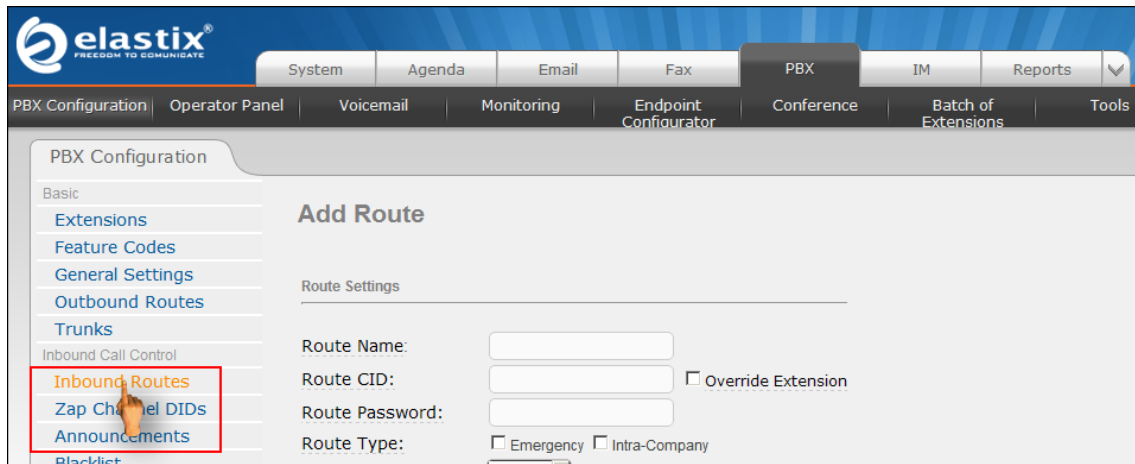 elastix®
FREEDOM TO COMUNICATE
System Agenda Email Fax PBX IM Reports
PBX Configuration Operator Panel Voicemail Monitoring Endpoint Configurator Conference Batch of Extensions Tools
PBX Configuration
Basic
Extensions
Feature Codes
General Settings
Outbound Routes
Trunks
Inbound Call Control
Inbound Routes
Zap Channel DIDs
Announcements
Blacklist
Add Route
Route Settings
Route Name:
Route CID: Override Extension
Route Password:
Route Type: Emergency Intra-Company